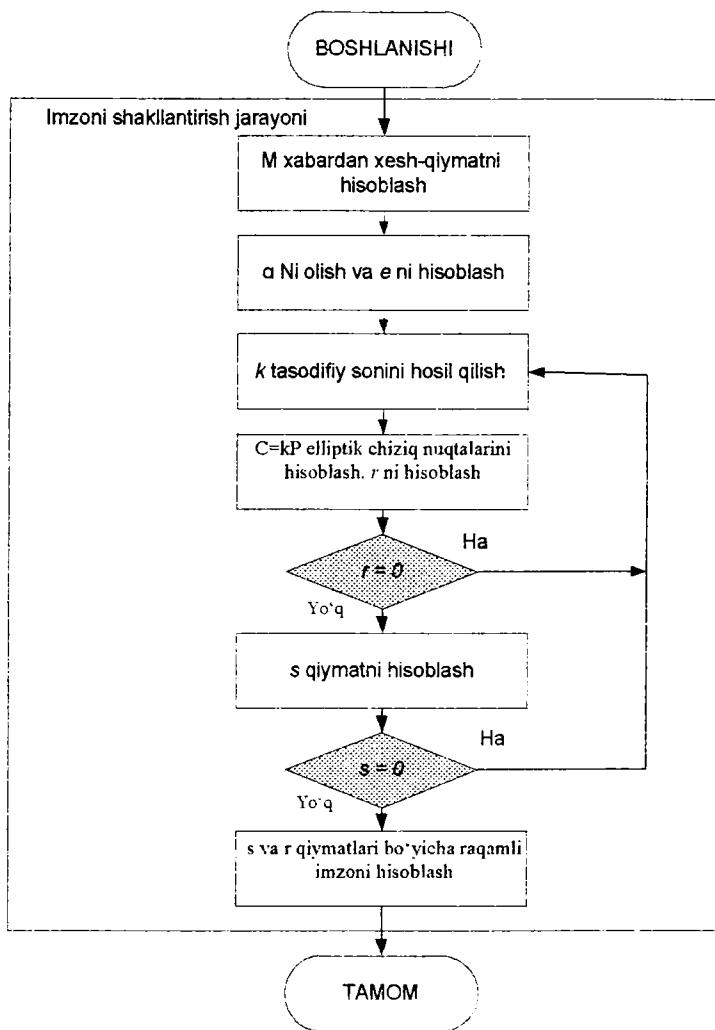 BOSHLANISHI
Imzoni shakllantirish jarayoni
M xabardan xesh-qiymatni
hisoblash
α Ni olish va e ni hisoblash
k tasodifiy sonini hosil qilish
C=kP elliptik chiziq nuqtalarini
hisoblash. r ni hisoblash
Ha
r = 0
Yo‘q
s qiymatni hisoblash
Ha
s = 0
Yo‘q
s va r qiymatlari bo‘yicha raqamli
imzoni hisoblash
TAMOM